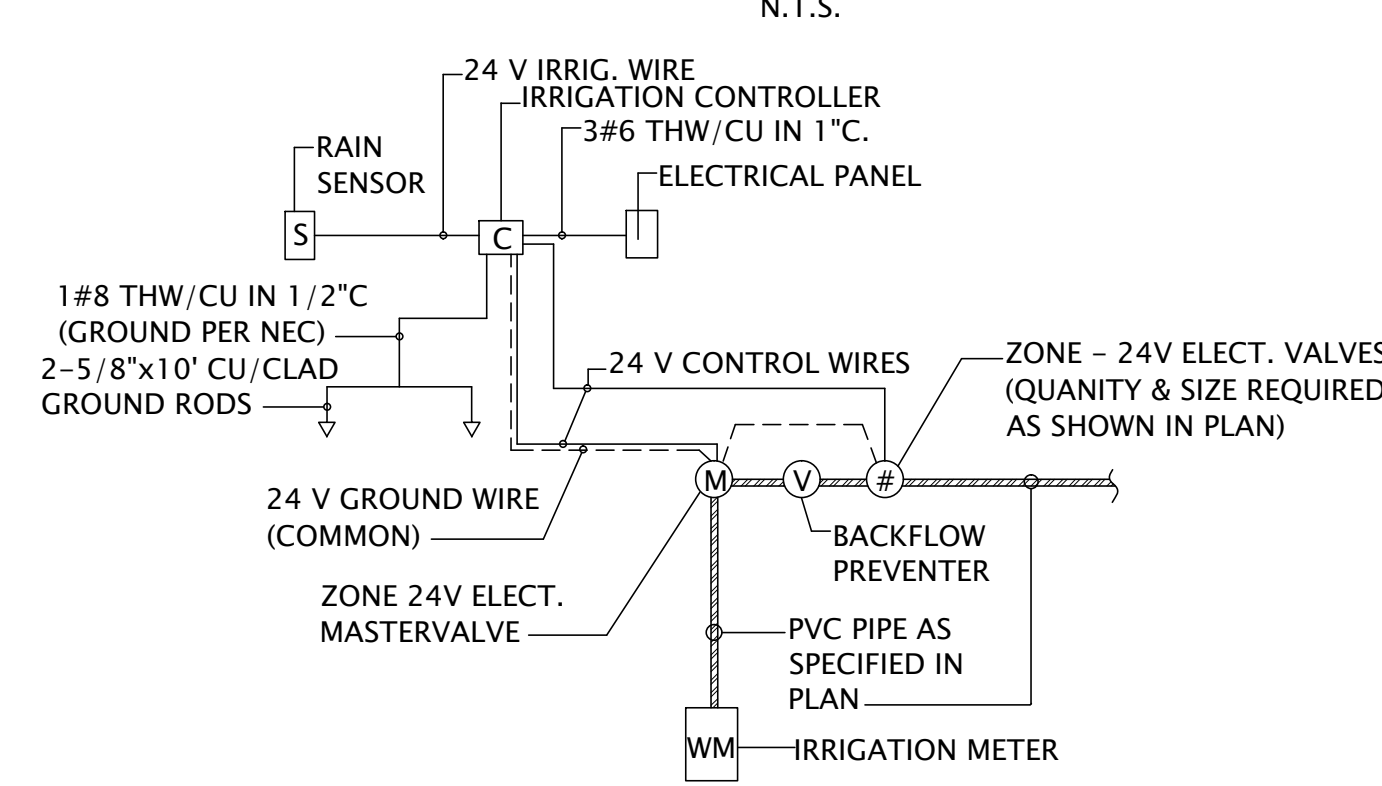 N.T.S.
24 V IRRIG. WIRE
IRRIGATION CONTROLLER
3#6 THW/CU IN 1"C.
RAIN
SENSOR
ELECTRICAL PANEL
S
C
1#8 THW/CU IN 1/2"C
(GROUND PER NEC)
2-5/8"x10' CU/CLAD
GROUND RODS
24 V CONTROL WIRES
ZONE - 24V ELECT. VALVES
(QUANITY & SIZE REQUIRED
AS SHOWN IN PLAN)
M
V
#
24 V GROUND WIRE
(COMMON)
BACKFLOW
PREVENTER
ZONE 24V ELECT.
MASTERVALVE
PVC PIPE AS
SPECIFIED IN
PLAN
WM
IRRIGATION METER